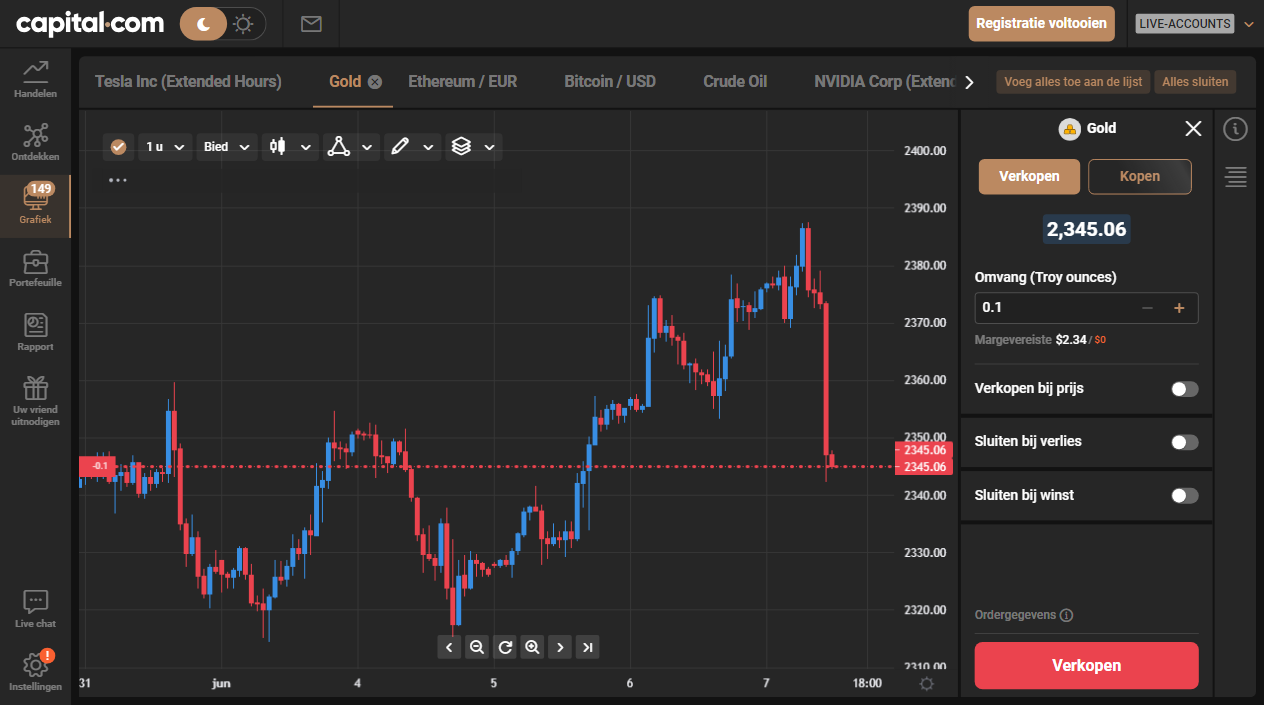 capital.com
Registratie voltooien
LIVE-ACCOUNTS
Handelen
Ontdekken
149
Grafiek
Portefeuille
Rapport
Uw vriend
uitnodigen
Live chat
!
Instellingen
Tesla Inc (Extended Hours)
Gold
Ethereum / EUR
Bitcoin / USD
Crude Oil
NVIDIA Corp (Extend
Voeg alles toe aan de lijst
Alles sluiten
1 u
Bied
2400.00
2390.00
2380.00
2370.00
2360.00
2350.00
2345.06
2345.06
2340.00
2330.00
2320.00
2310.00
-0.1
31
jun
4
5
6
7
18:00
Gold
Verkopen
Kopen
2,345.06
Omvang (Troy ounces)
0.1
− +
Margevereiste $2.34 / $0
Verkopen bij prijs
Sluiten bij verlies
Sluiten bij winst
Ordergegevens
Verkopen